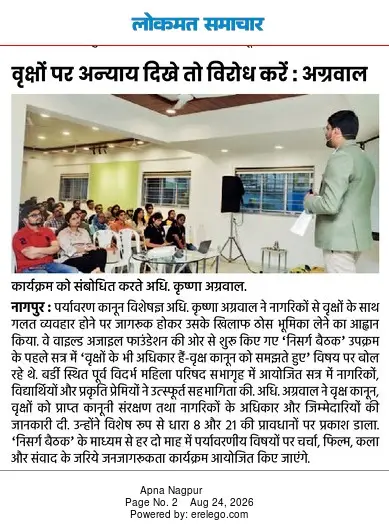 लोकमत समाचार
वृक्षों पर अन्याय दिखे तो विरोध करें : अग्रवाल
कार्यक्रम को संबोधित करते अधि. कृष्णा अग्रवल.
नागपुर : पर्यावरण कानून विशेषज्ञ अधि. कृष्णा अग्रवाल ने नागरिकों से वृक्षों के साथ
गलत व्यवहार होने पर जागरूक होकर उसके खिलाफ ठोस भूमिका लेने का आह्वान
किया. वे वाइल्ड अजाइल फाउंडेशन की ओर से शुरू किए गए ‘निसर्ग बैठक’ उपक्रम
के पहले सत्र में ‘वृक्षों के भी अधिकार हैं-वृक्ष कानून को समझते हुए’ विषय पर बोल
रहे थे. बर्डी स्थित पूर्व विदर्भ महिला परिषद सभागृह में आयोजित सत्र में नागरिकों,
विद्यार्थियों और प्रकृति प्रेमियों ने उत्स्फूर्त सहभागिता की. अधि. अग्रवाल ने वृक्ष कानून,
वृक्षों को प्राप्त कानूनी संरक्षण तथा नागरिकों के अधिकार और जिम्मेदारियों की
जानकारी दी. उन्होंने विशेष रूप से धारा 8 और 21 की प्रावधानों पर प्रकाश डाला.
‘निसर्ग बैठक’ के माध्यम से हर दो माह में पर्यावरणीय विषयों पर चर्चा, फिल्म, कला
और संवाद के जरिये जनजागरूकता कार्यक्रम आयोजित किए जाएंगे.
Apna Nagpur
Page No. 2 Aug 24, 2026
Powered by: erelego.com